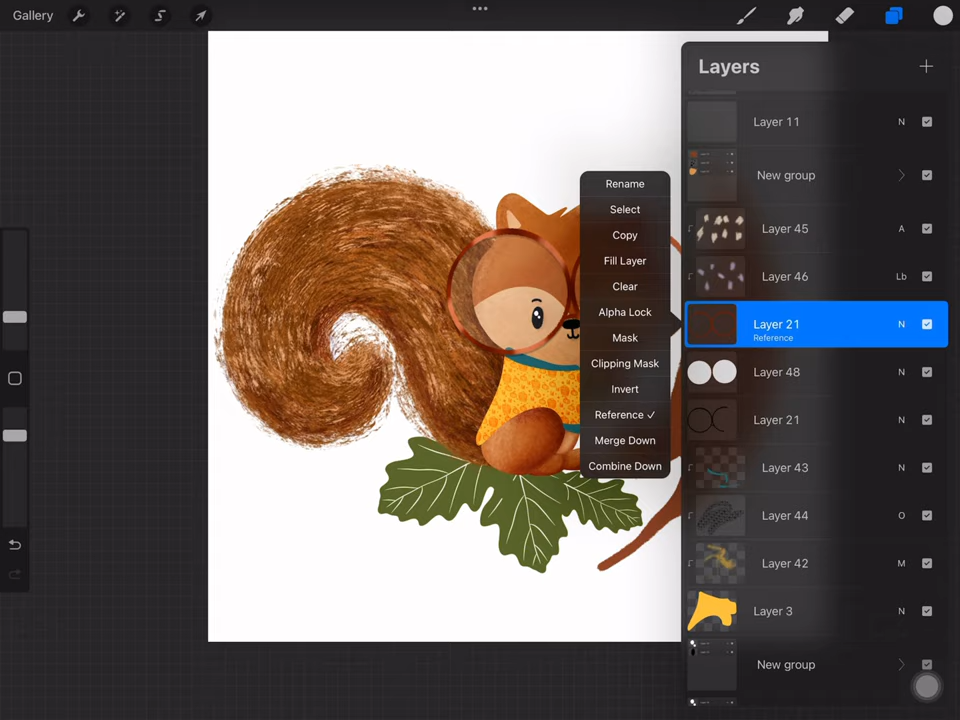 Gallery
Layers
Layer 11 N
New group
Layer 45 A
Layer 46 Lb
Layer 21 N
Reference
Layer 48 N
Layer 21 N
Layer 43 N
Layer 44 O
Layer 42 M
Layer 3 N
New group
Rename
Select
Copy
Fill Layer
Clear
Alpha Lock
Mask
Clipping Mask
Invert
Reference ✓
Merge Down
Combine Down